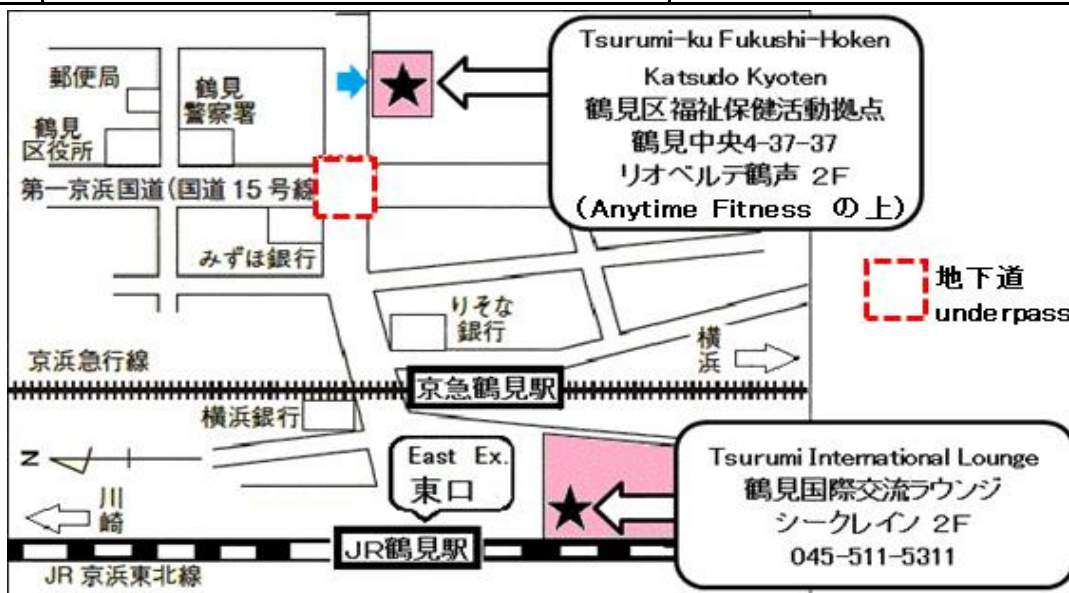 Tsurumi-ku Fukushi-Hoken
Katsudo Kyoten
鶴見区福祉保健活動拠点
鶴見中央4-37-37
リオベルテ鶴声 2F
(Anytime Fitness の上)
郵便局
鶴見
警察署
鶴見
区役所
第一京浜国道(国道15号線
みずほ銀行
りそな
銀行
地下道
underpass
横浜
京浜急行線
京急鶴見駅
横浜銀行
N
川崎
East Ex.
東口
Tsurumi International Lounge
鶴見国際交流ラウンジ
シークレイン 2F
045-511-5311
JR鶴見駅
JR 京浜東北線